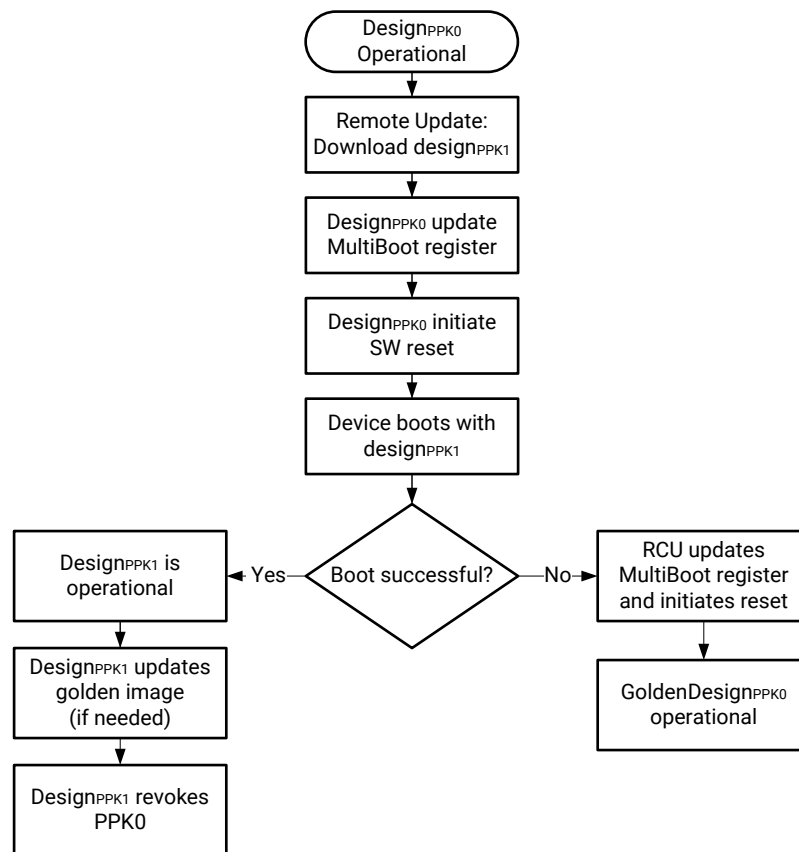 DesignPPK0
Operational
Remote Update:
Download designPPK1
DesignPPK0 update
MultiBoot register
DesignPPK0 initiate
SW reset
Device boots with
designPPK1
Boot successful?
Yes
No
DesignPPK1 is
operational
DesignPPK1 updates
golden image
(if needed)
DesignPPK1 revokes
PPK0
RCU updates
MultiBoot register
and initiates reset
GoldenDesignPPK0
operational